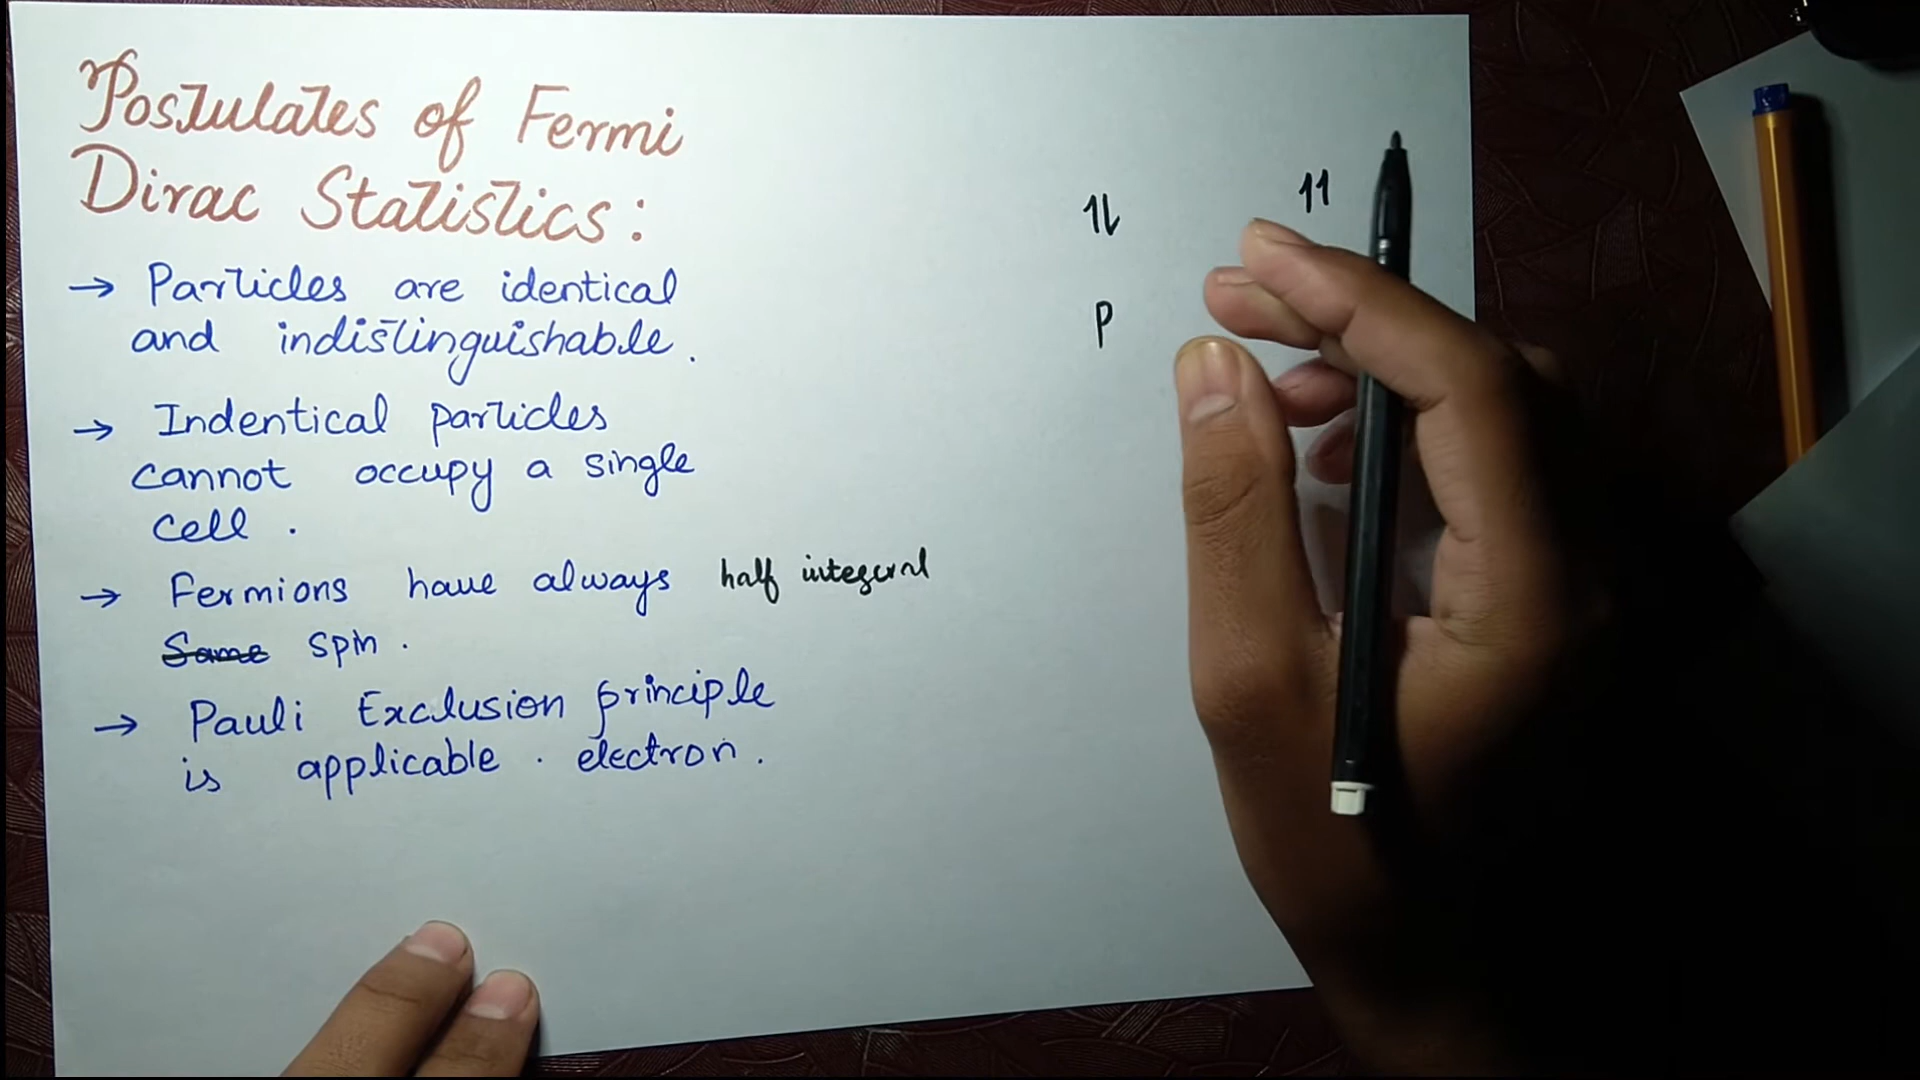 Postulates of Fermi
Dirac Statistics :
→ Particles are identical
and indistinguishable.
→ Indentical particles
cannot occupy a single
cell .
→ Fermions have always half integral
Same spin .
→ Pauli Exclusion principle
is applicable . electron .
1L 11
P